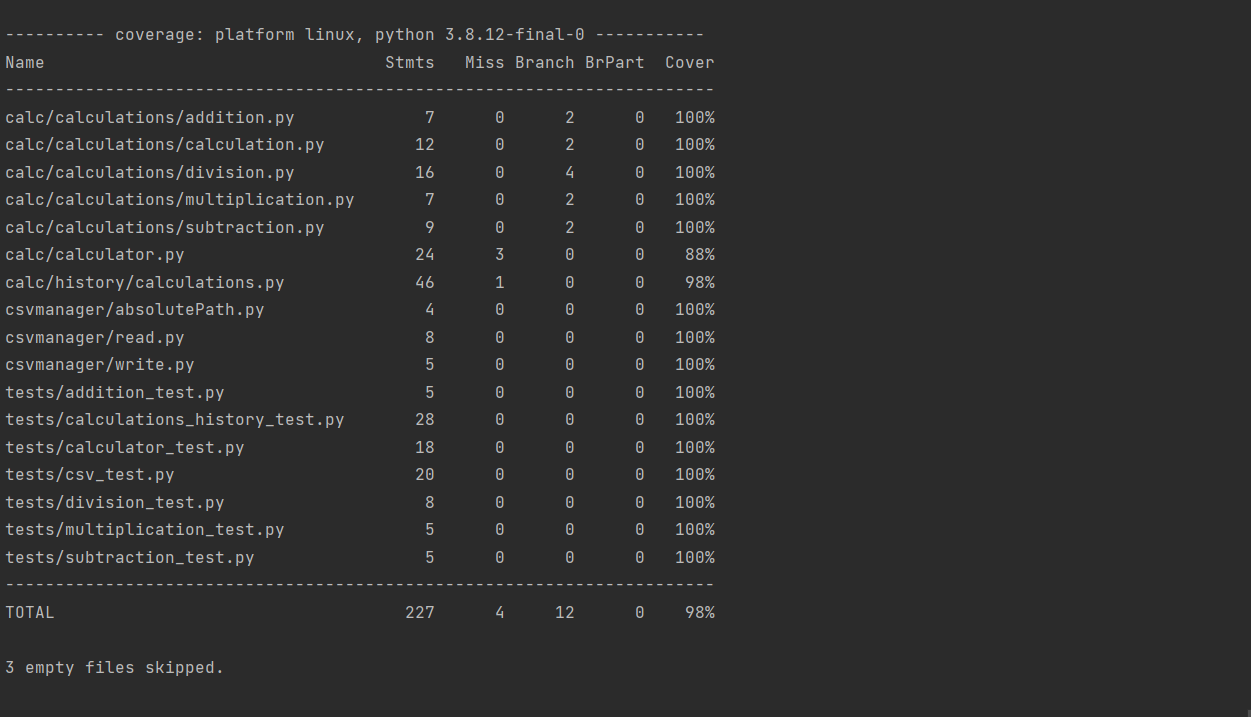 ---------- coverage: platform linux, python 3.8.12-final-0 -----------
Name                                  Stmts   Miss Branch BrPart  Cover
-----------------------------------------------------------------------
calc/calculations/addition.py             7      0      2      0   100%
calc/calculations/calculation.py         12      0      2      0   100%
calc/calculations/division.py            16      0      4      0   100%
calc/calculations/multiplication.py       7      0      2      0   100%
calc/calculations/subtraction.py          9      0      2      0   100%
calc/calculator.py                       24      3      0      0    88%
calc/history/calculations.py             46      1      0      0    98%
csvmanager/absolutePath.py                4      0      0      0   100%
csvmanager/read.py                        8      0      0      0   100%
csvmanager/write.py                       5      0      0      0   100%
tests/addition_test.py                    5      0      0      0   100%
tests/calculations_history_test.py       28      0      0      0   100%
tests/calculator_test.py                 18      0      0      0   100%
tests/csv_test.py                        20      0      0      0   100%
tests/division_test.py                    8      0      0      0   100%
tests/multiplication_test.py              5      0      0      0   100%
tests/subtraction_test.py                 5      0      0      0   100%
-----------------------------------------------------------------------
TOTAL                                   227      4     12      0    98%
3 empty files skipped.